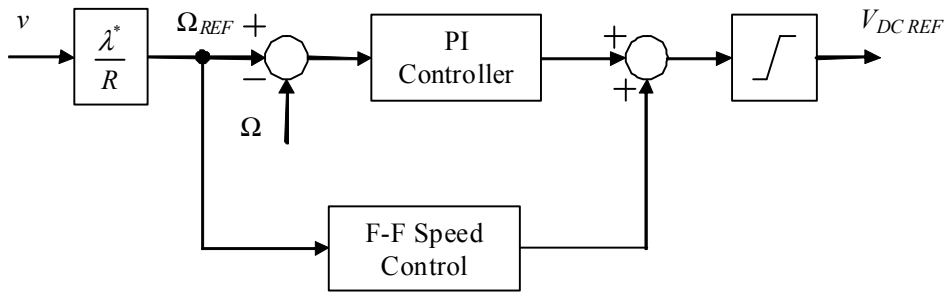 v
λ*
R
Ω_REF
+
−
Ω
PI
Controller
+
+
V_DC REF
F-F Speed
Control